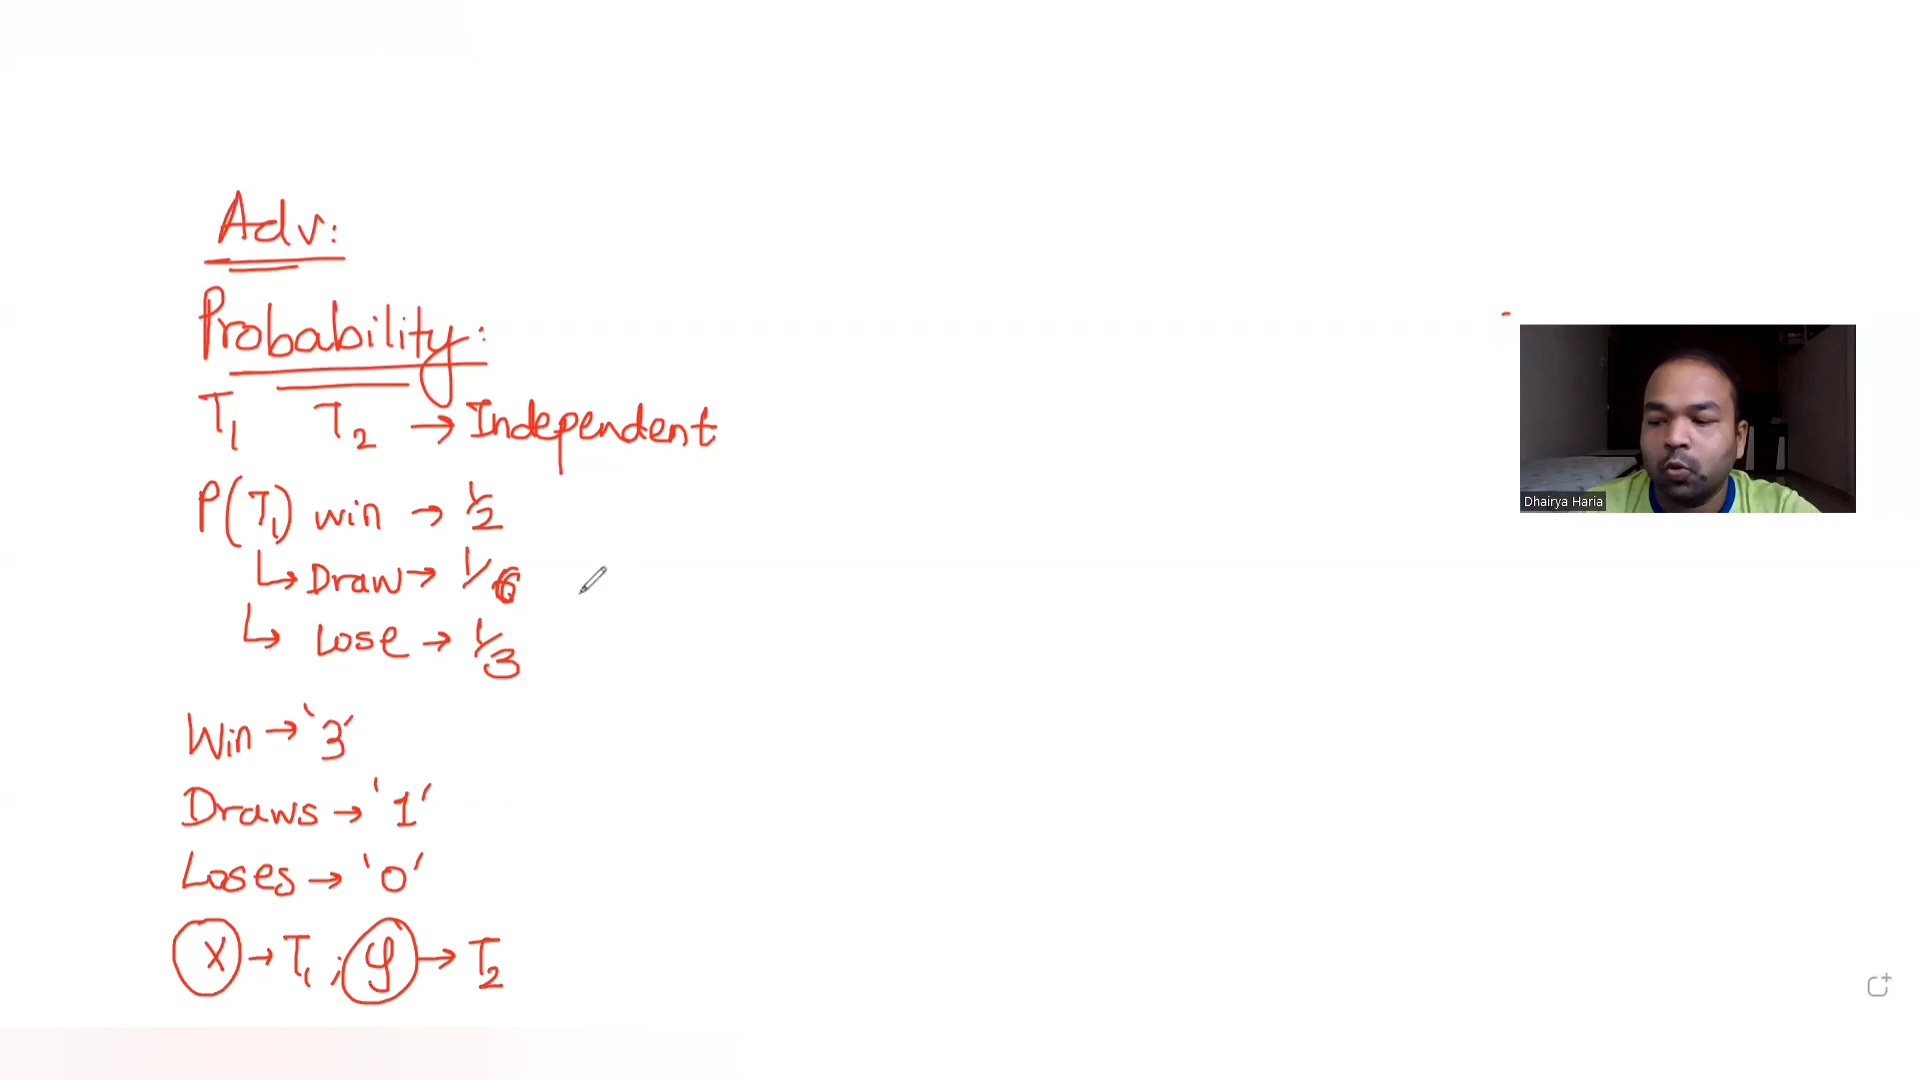 Adv:
Probability:
T₁ T₂ → Independent
P(T₁) win → 1/2
↳ Draw → 1/6
↳ Lose → 1/3
Win → '3'
Draws → '1'
Loses → '0'
X → T₁ ; y → T₂
Dhairya Haria